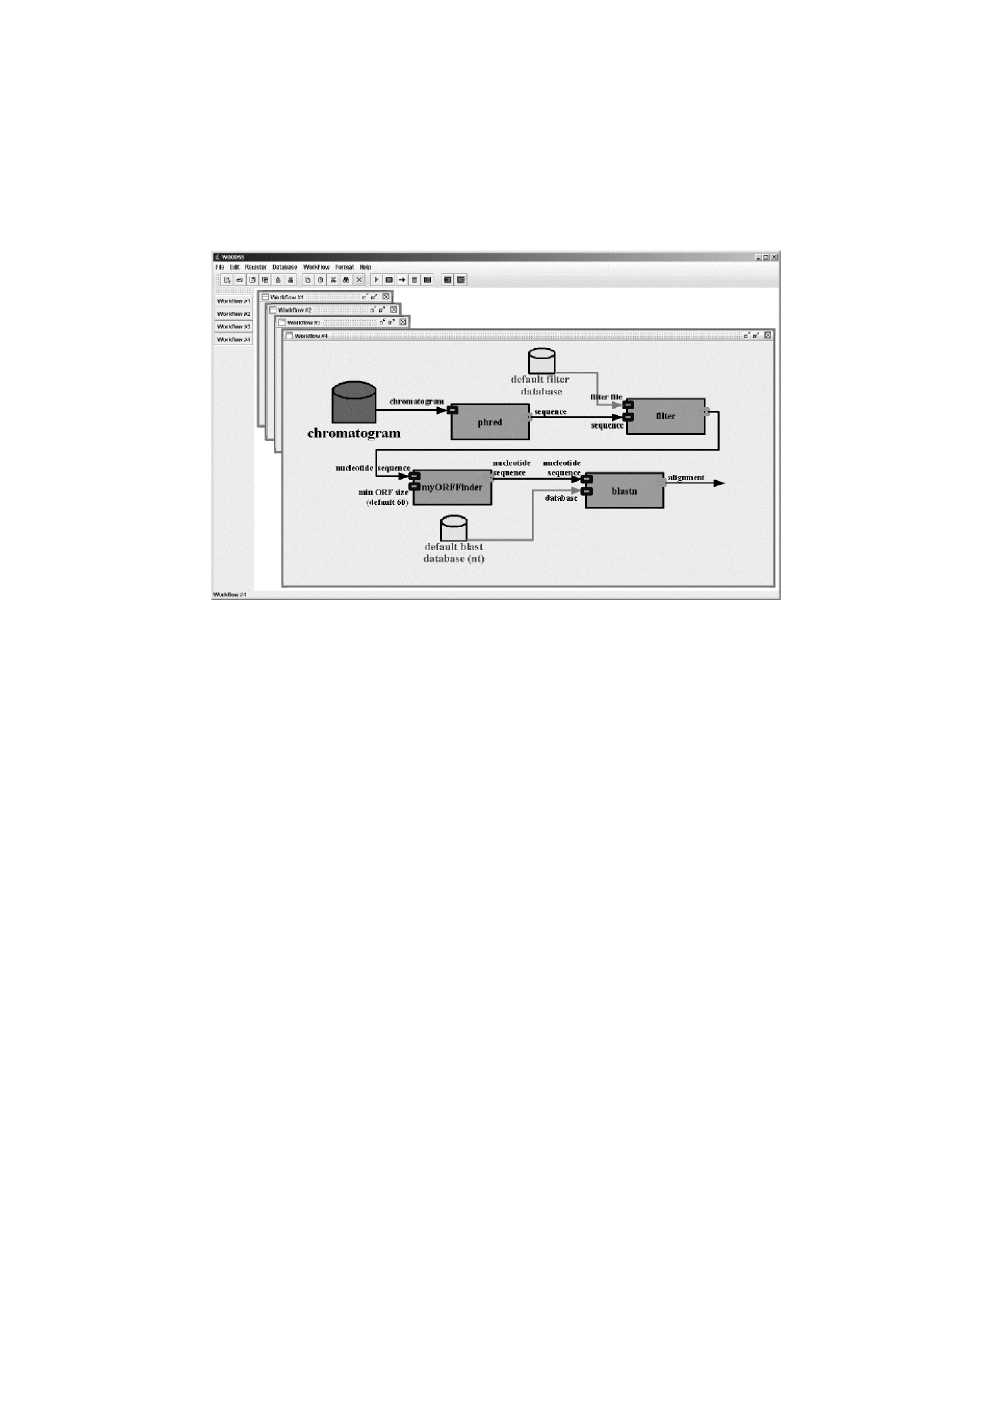 WOODSS
File Edit Register Database Workflow Format Help
Workflow #1
Workflow #2
Workflow #3
Workflow #4
Workflow #1
Workflow #2
Workflow #3
Workflow #4
default filter
database
chromatogram
chromatogram
phred
sequence
filter file
sequence
filter
nucleotide sequence
min ORF size
(default 60)
myORFFinder
nucleotide
sequence
nucleotide
sequence
database
blastn
alignment
default blast
database (nt)
Workflow #4